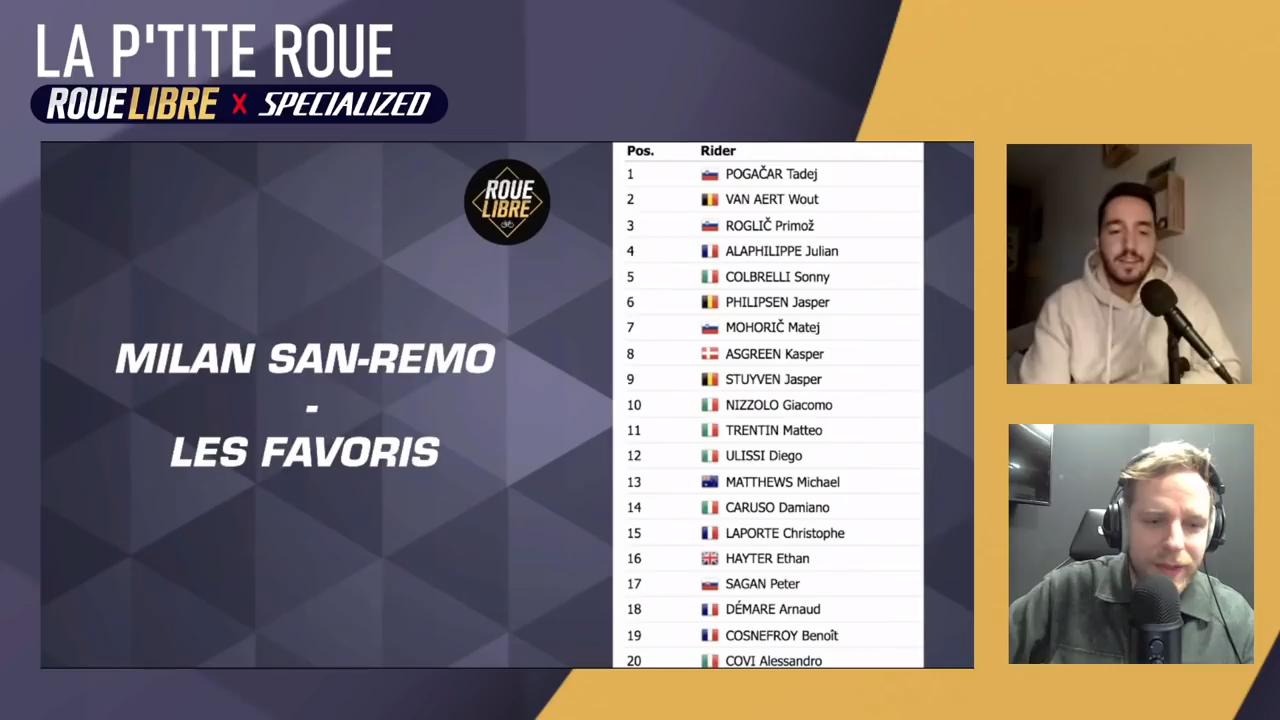 LA P'TITE ROUE
ROUE LIBRE X SPECIALIZED
ROUE
LIBRE
MILAN SAN-REMO
-
LES FAVORIS
Pos. Rider
1 POGAČAR Tadej
2 VAN AERT Wout
3 ROGLIČ Primož
4 ALAPHILIPPE Julian
5 COLBRELLI Sonny
6 PHILIPSEN Jasper
7 MOHORIČ Matej
8 ASGREEN Kasper
9 STUYVEN Jasper
10 NIZZOLO Giacomo
11 TRENTIN Matteo
12 ULISSI Diego
13 MATTHEWS Michael
14 CARUSO Damiano
15 LAPORTE Christophe
16 HAYTER Ethan
17 SAGAN Peter
18 DÉMARE Arnaud
19 COSNEFROY Benoît
20 COVI Alessandro